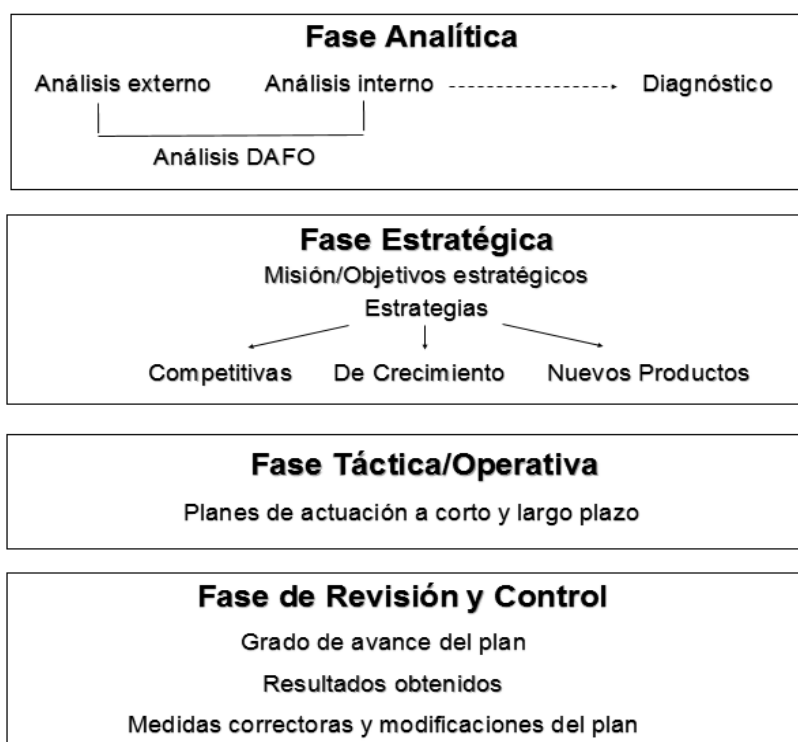 Fase Analítica
Análisis externo Análisis interno Diagnóstico
Análisis DAFO
Fase Estratégica
Misión/Objetivos estratégicos
Estrategias
Competitivas De Crecimiento Nuevos Productos
Fase Táctica/Operativa
Planes de actuación a corto y largo plazo
Fase de Revisión y Control
Grado de avance del plan
Resultados obtenidos
Medidas correctoras y modificaciones del plan